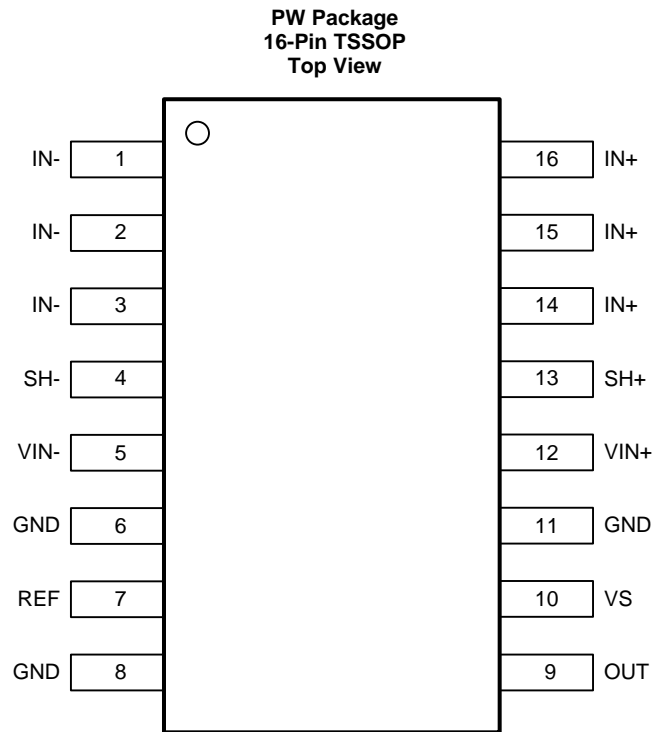 PW Package
16-Pin TSSOP
Top View
IN- 1 16 IN+
IN- 2 15 IN+
IN- 3 14 IN+
SH- 4 13 SH+
VIN- 5 12 VIN+
GND 6 11 GND
REF 7 10 VS
GND 8 9 OUT